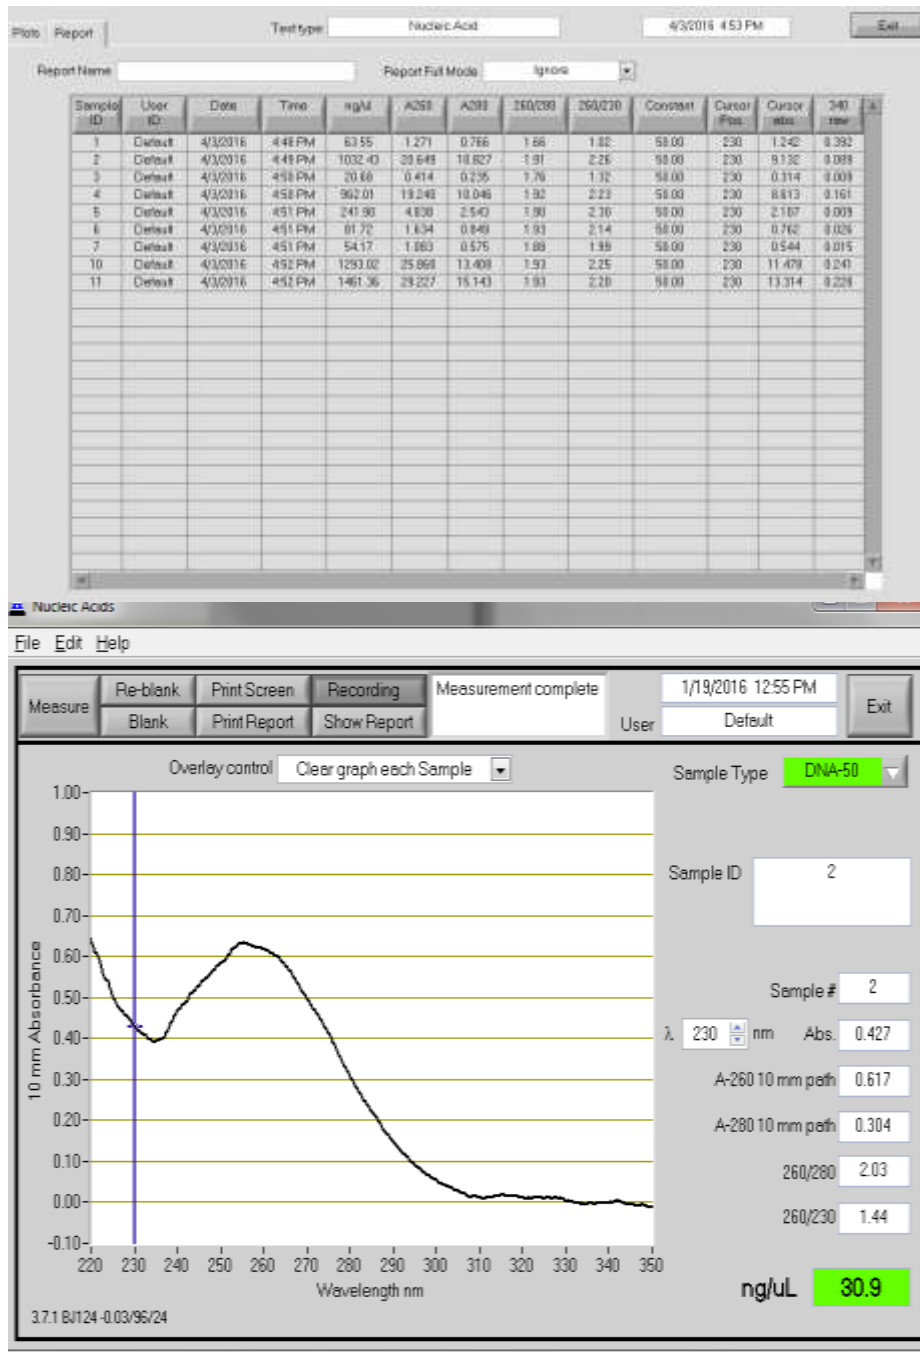 Plots Report Test type Nucleic Acid 4/3/2016 4:53 PM Exit
Report Name Report Full Mode Ignore
Sample ID User ID Date Time ng/ul A260 A280 260/280 260/230 Constant Cursor Pos. Cursor abs. 340 raw
1 Default 4/3/2016 4:48 PM 63.55 1.271 0.766 1.66 1.02 50.00 230 1.242 0.392
2 Default 4/3/2016 4:49 PM 1032.43 20.649 10.827 1.91 2.26 50.00 230 9.132
3 Default 4/3/2016 4:50 PM 20.68 0.414 0.235 1.76 1.32 50.00 230 0.314 0.009
4 Default 4/3/2016 4:50 PM 962.01 19.240 10.046 1.92 2.23 50.00 230 8.613 0.161
5 Default 4/3/2016 4:51 PM 241.90 4.838 2.543 1.90 2.30 50.00 230 2.107 0.009
6 Default 4/3/2016 4:51 PM 81.72 1.634 0.849 1.93 2.14 50.00 230 0.762 0.026
7 Default 4/3/2016 4:51 PM 54.17 1.083 0.575 1.88 1.99 50.00 230 0.544 0.015
10 Default 4/3/2016 4:52 PM 1293.02 25.860 13.408 1.93 2.25 50.00 230 11.479 0.241
11 Default 4/3/2016 4:52 PM 1461.36 29.227 15.143 1.93 2.20 50.00 230 13.314 0.228
Nucleic Acids
File Edit Help
Measure Re-blank Print Screen Recording Measurement complete 1/19/2016 12:55 PM Exit
Blank Print Report Show Report User Default
Overlay control Clear graph each Sample Sample Type DNA-50
1.00
0.90
0.80
0.70
0.60
0.50
0.40
0.30
0.20
0.10
0.00
-0.10
10 mm Absorbance
220 230 240 250 260 270 280 290 300 310 320 330 340 350
Wavelength nm
Sample ID 2
Sample # 2
λ 230 nm Abs. 0.427
A-260 10 mm path 0.617
A-280 10 mm path 0.304
260/280 2.03
260/230 1.44
ng/uL 30.9
3.7.1 BJ124 -0.03/96/24